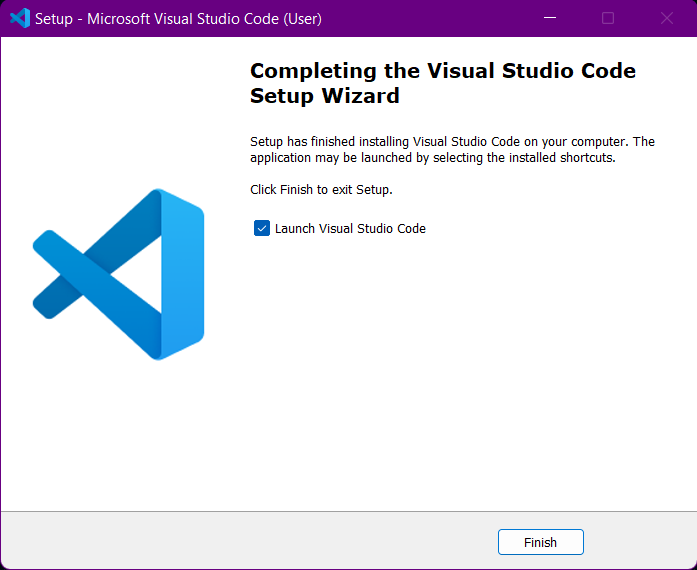 Setup - Microsoft Visual Studio Code (User)
Completing the Visual Studio Code
Setup Wizard
Setup has finished installing Visual Studio Code on your computer. The
application may be launched by selecting the installed shortcuts.
Click Finish to exit Setup.
Launch Visual Studio Code
Finish